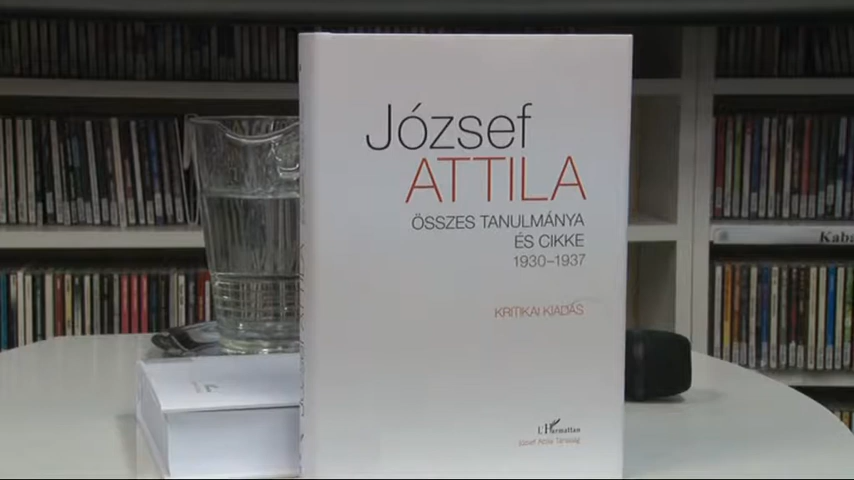 József
ATTILA
ÖSSZES TANULMÁNYA
ÉS CIKKE
1930–1937
KRITIKAI KIADÁS
L'Harmattan
József Attila Társaság
Kaba